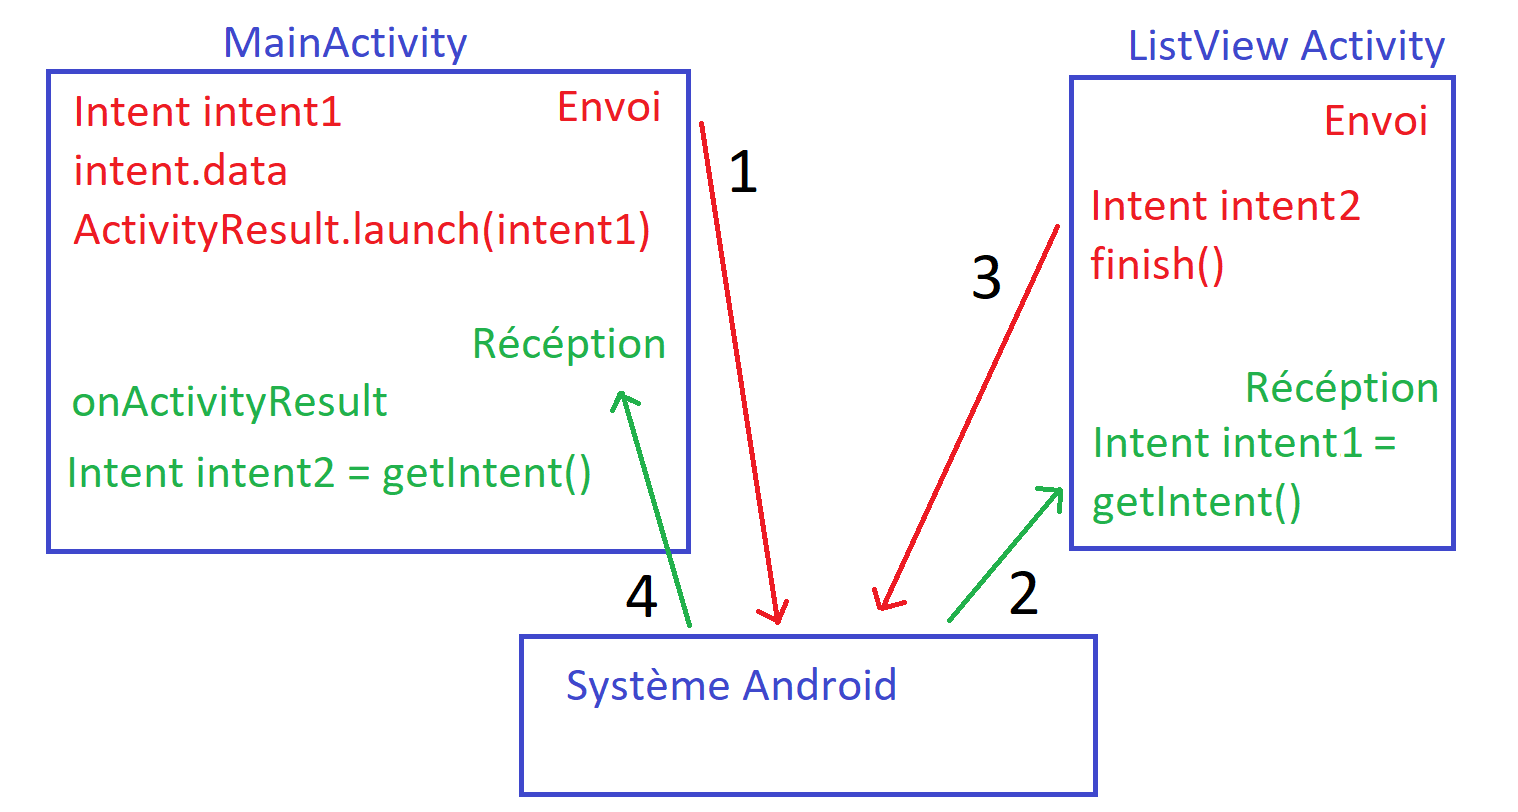 MainActivity
Intent intent1
Envoi
intent.data
ActivityResult.launch(intent1)
Récéption
onActivityResult
Intent intent2 = getIntent()
1
3
4
2
ListView Activity
Envoi
Intent intent2
finish()
Récéption
Intent intent1 =
getIntent()
Système Android